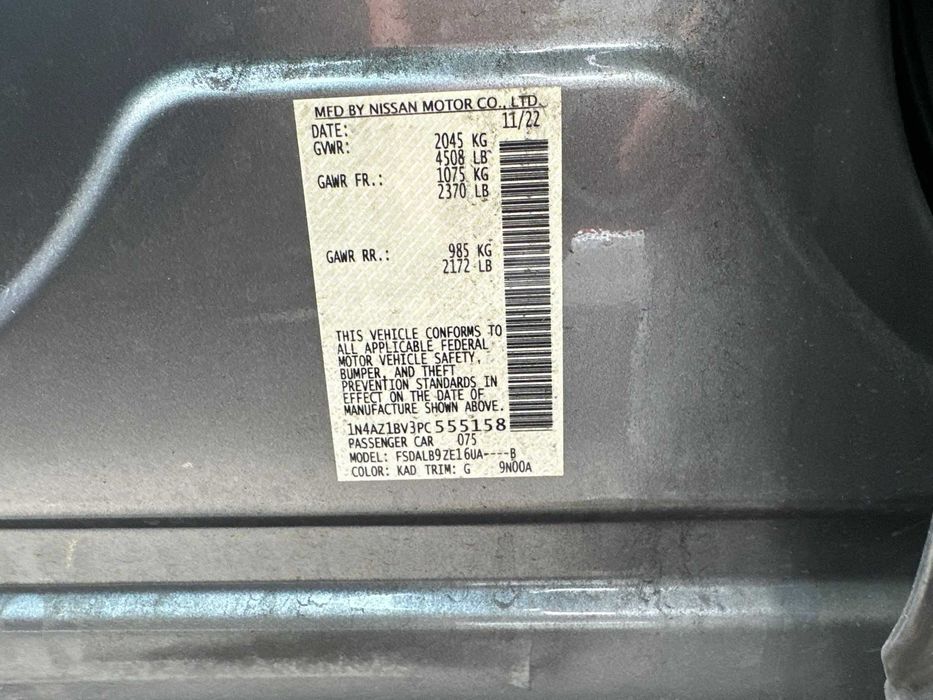 MFD BY NISSAN MOTOR CO., LTD.
DATE: 11/22
GVWR: 2045 KG
4508 LB
GAWR FR.: 1075 KG
2370 LB
GAWR RR.: 985 KG
2172 LB
THIS VEHICLE CONFORMS TO
ALL APPLICABLE FEDERAL
MOTOR VEHICLE SAFETY,
BUMPER, AND THEFT
PREVENTION STANDARDS IN
EFFECT ON THE DATE OF
MANUFACTURE SHOWN ABOVE.
1N4AZ1BV3PC555158
PASSENGER CAR 075
MODEL: FSDALB9ZE16UA----B
COLOR: KAD TRIM: G 9N00A